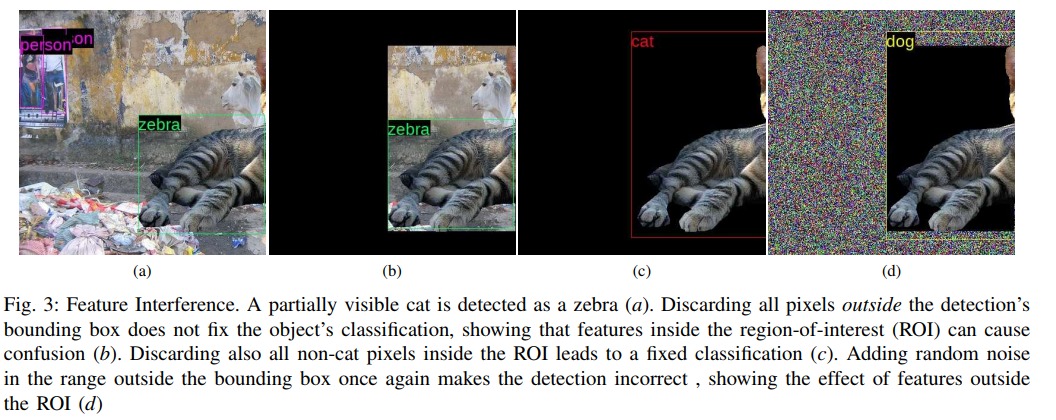 person
on
zebra
zebra
cat
dog
(a)
(b)
(c)
(d)
Fig. 3: Feature Interference. A partially visible cat is detected as a zebra (a). Discarding all pixels outside the detection's
bounding box does not fix the object's classification, showing that features inside the region-of-interest (ROI) can cause
confusion (b). Discarding also all non-cat pixels inside the ROI leads to a fixed classification (c). Adding random noise
in the range outside the bounding box once again makes the detection incorrect , showing the effect of features outside
the ROI (d)